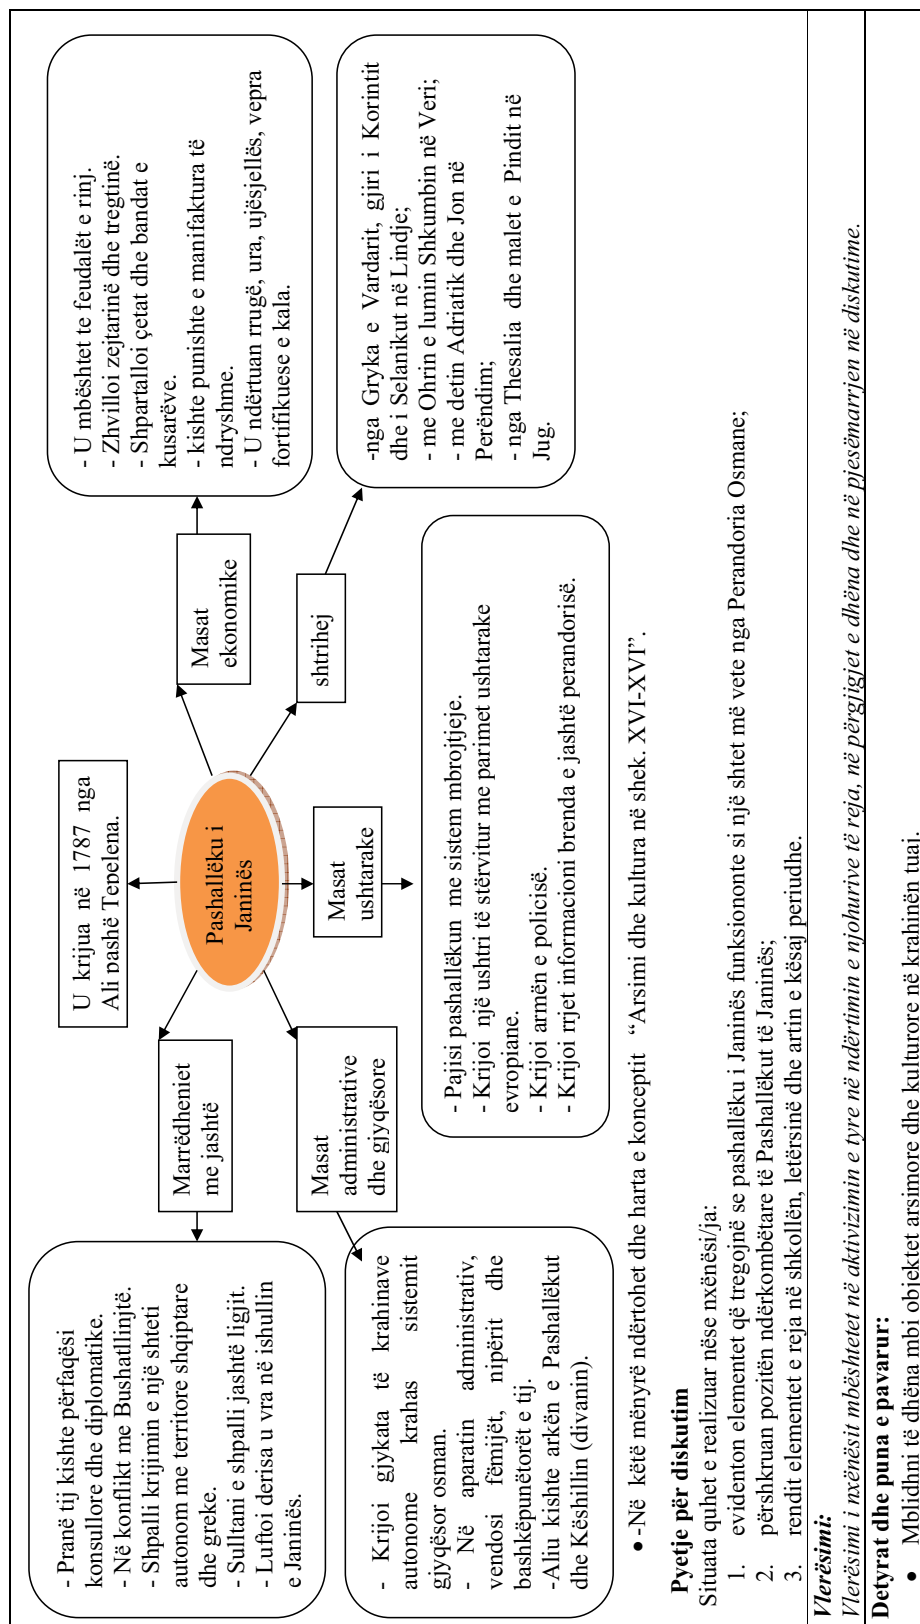 U krijua në 1787 nga
Ali pashë Tepelena.
Pashallëku i
Janinës
Marrëdheniet
me jashtë
- Pranë tij kishte përfaqësi
konsullore dhe diplomatike.
- Në konflikt me Bushatllinjtë.
- Shpalli krijimin e një shteti
autonom me territore shqiptare
dhe greke.
- Sulltani e shpalli jashtë ligjit.
- Luftoi derisa u vra në ishullin
e Janinës.
Masat
administrative
dhe gjyqësore
- Krijoi gjykata të krahinave
autonome krahas sistemit
gjyqësor osman.
- Në aparatin administrativ,
vendosi fëmijët, nipërit dhe
bashkëpunëtorët e tij.
-Aliu kishte arkën e Pashallëkut
dhe Këshillin (divanin).
Masat
ushtarake
- Pajisi pashallëkun me sistem mbrojtjeje.
- Krijoi një ushtri të stërvitur me parimet ushtarake
evropiane.
- Krijoi armën e policisë.
- Krijoi rrjet informacioni brenda e jashtë perandorisë.
Masat
ekonomike
- U mbështet te feudalët e rinj.
- Zhvilloi zejtarinë dhe tregtinë.
- Shpartalloi çetat dhe bandat e
kusarëve.
- kishte punishte e manifaktura të
ndryshme.
- U ndërtuan rrugë, ura, ujësjellës, vepra
fortifikuese e kala.
shtrihej
-nga Gryka e Vardarit, gjiri i Korintit
dhe i Selanikut në Lindje;
- me Ohrin e lumin Shkumbin në Veri;
- me detin Adriatik dhe Jon në
Perëndim;
- nga Thesalia dhe malet e Pindit në
Jug.
• -Në këtë mënyrë ndërtohet dhe harta e konceptit "Arsimi dhe kultura në shek. XVI-XVI".
Pyetje për diskutim
Situata quhet e realizuar nëse nxënësi/ja:
1. evidenton elementet që tregojnë se pashallëku i Janinës funksiononte si një shtet më vete nga Perandoria Osmane;
2. përshkruan pozitën ndërkombëtare të Pashallëkut të Janinës;
3. rendit elementet e reja në shkollën, letërsinë dhe artin e kësaj periudhe.
Vlerësimi:
Vlerësimi i nxënësit mbështetet në aktivizimin e tyre në ndërtimin e njohurive të reja, në përgjigjet e dhëna dhe në pjesëmarrjen në diskutime.
Detyrat dhe puna e pavarur:
• Mblidhni të dhëna mbi objektet arsimore dhe kulturore në krahinën tuaj.